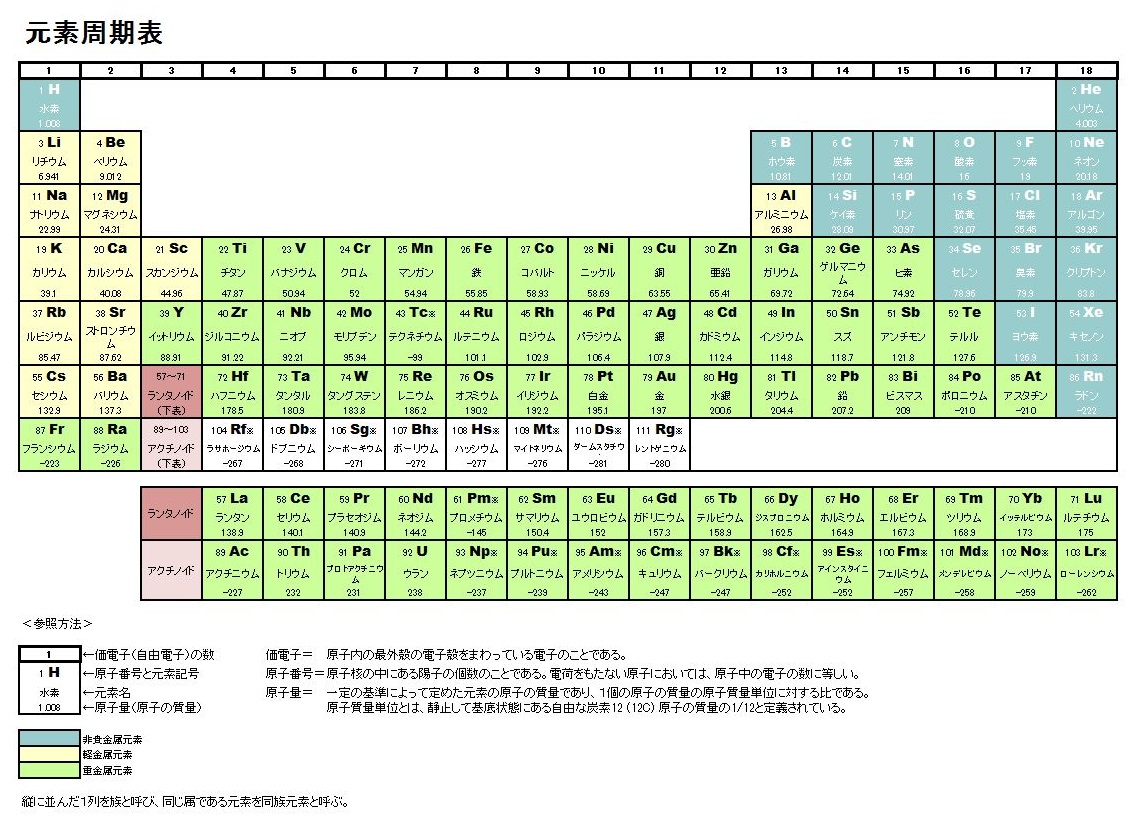 元素周期表
1 2 3 4 5 6 7 8 9 10 11 12 13 14 15 16 17 18
1 H 2 He
水素 ヘリウム
1.008 4.003
3 Li 4 Be 5 B 6 C 7 N 8 O 9 F 10 Ne
リチウム ベリウム ホウ素 炭素 窒素 酸素 フッ素 ネオン
6.941 9.012 10.81 12.01 14.01 16 19 20.18
11 Na 12 Mg 13 Al 14 Si 15 P 16 S 17 Cl 18 Ar
ナトリウム マグネシウム アルミニウム ケイ素 リン 硫黄 塩素 アルゴン
22.99 24.31 26.98 28.09 30.97 32.07 35.45 39.95
19 K 20 Ca 21 Sc 22 Ti 23 V 24 Cr 25 Mn 26 Fe 27 Co 28 Ni 29 Cu 30 Zn 31 Ga 32 Ge 33 As 34 Se 35 Br 36 Kr
カリウム カルシウム スカンジウム チタン バナジウム クロム マンガン 鉄 コバルト ニッケル 銅 亜鉛 ガリウム ゲルマニウム ヒ素 セレン 臭素 クリプトン
39.1 40.08 44.96 47.87 50.94 52 54.94 55.85 58.93 58.69 63.55 65.41 69.72 72.64 74.92 78.96 79.9 83.8
37 Rb 38 Sr 39 Y 40 Zr 41 Nb 42 Mo 43 Tc※ 44 Ru 45 Rh 46 Pd 47 Ag 48 Cd 49 In 50 Sn 51 Sb 52 Te 53 I 54 Xe
ルビジウム ストロンチウム イットリウム ジルコニウム ニオブ モリブデン テクネチウム ルテニウム ロジウム パラジウム 銀 カドミウム インジウム スズ アンチモン テルル ヨウ素 キセノン
85.47 87.62 88.91 91.22 92.21 95.94 -99 101.1 102.9 106.4 107.9 112.4 114.8 118.7 121.8 127.6 126.9 131.3
55 Cs 56 Ba 57～71 72 Hf 73 Ta 74 W 75 Re 76 Os 77 Ir 78 Pt 79 Au 80 Hg 81 Tl 82 Pb 83 Bi 84 Po 85 At 86 Rn
セシウム バリウム ランタノイド ハフニウム タンタル タングステン レニウム オスミウム イリジウム 白金 金 水銀 タリウム 鉛 ビスマス ポロニウム アスタチン ラドン
132.9 137.3 (下表) 178.5 180.9 183.8 186.2 190.2 192.2 195.1 197 200.6 204.4 207.2 209 -210 -210 -222
87 Fr 88 Ra 89～103 104 Rf※ 105 Db※ 106 Sg※ 107 Bh※ 108 Hs※ 109 Mt※ 110 Ds※ 111 Rg※
フランシウム ラジウム アクチノイド ラサホージウム ドブニウム シーボーギウム ボーリウム ハッシウム マイトネリウム ダームスタチウ レントゲニウム
-223 -226 (下表) -267 -268 -271 -272 -277 -276 -281 -280
ランタノイド 57 La 58 Ce 59 Pr 60 Nd 61 Pm※ 62 Sm 63 Eu 64 Gd 65 Tb 66 Dy 67 Ho 68 Er 69 Tm 70 Yb 71 Lu
ランタン セリウム プラセオジム ネオジム プロメチウム サマリウム ユウロビウム ガドリニウム テルビウム ジスプロニウム ホルミウム エルビウム ツリウム イッテルビウム ルテチウム
138.9 140.1 140.9 144.2 -145 150.4 152 157.3 158.9 162.5 164.9 167.3 168.9 173 175
アクチノイド 89 Ac 90 Th 91 Pa 92 U 93 Np※ 94 Pu※ 95 Am※ 96 Cm※ 97 Bk※ 98 Cf※ 99 Es※ 100 Fm※ 101 Md※ 102 No※ 103 Lr※
アクチニウム トリウム プロトアクチニウム ウラン ネプツニウム プルトニウム アメリシウム キュリウム バークリウム カリホルニウム アインスタイニウム フェルミウム メンデレビウム ノーベリウム ローレンシウム
-227 232 231 238 -237 -239 -243 -247 -247 -252 -252 -257 -258 -259 -262
＜参照方法＞
1 ←価電子(自由電子)の数 価電子＝ 原子内の最外殻の電子殻をまわっている電子のことである。
1 H ←原子番号と元素記号 原子番号＝原子核の中にある陽子の個数のことである。電荷をもたない原子においては、原子中の電子の数に等しい。
水素 ←元素名 原子量＝ 一定の基準によって定めた元素の原子の質量であり、1個の原子の質量の原子質量単位に対する比である。
1.008 ←原子量(原子の質量) 原子質量単位とは、静止して基底状態にある自由な炭素12 (12C) 原子の質量の1/12と定義されている。
非貴金属元素
軽金属元素
重金属元素
縦に並んだ1列を族と呼び、同じ属である元素を同族元素と呼ぶ。